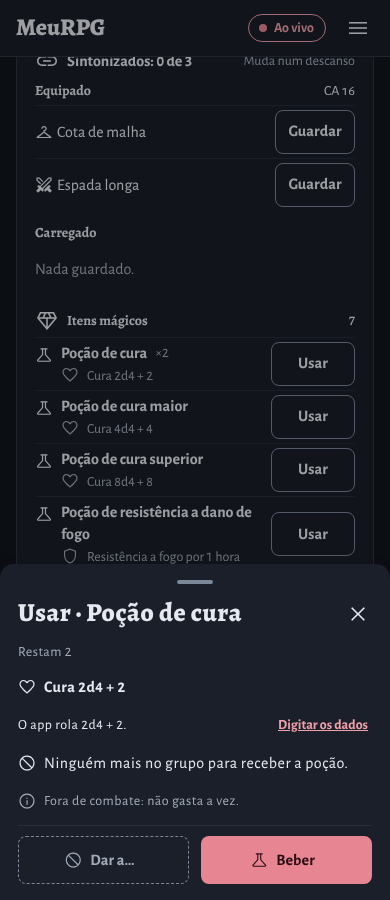 MeuRPG
Ao vivo
Sintonizados: 0 de 3
Muda num descanso
Equipado
CA 16
Cota de malha
Guardar
Espada longa
Guardar
Carregado
Nada guardado.
Itens mágicos
7
Poção de cura ×2
Cura 2d4 + 2
Usar
Poção de cura maior
Cura 4d4 + 4
Usar
Poção de cura superior
Cura 8d4 + 8
Usar
Poção de resistência a dano de
fogo
Resistência a fogo por 1 hora
Usar
Usar · Poção de cura
Restam 2
Cura 2d4 + 2
O app rola 2d4 + 2.
Digitar os dados
Ninguém mais no grupo para receber a poção.
Fora de combate: não gasta a vez.
Dar a...
Beber